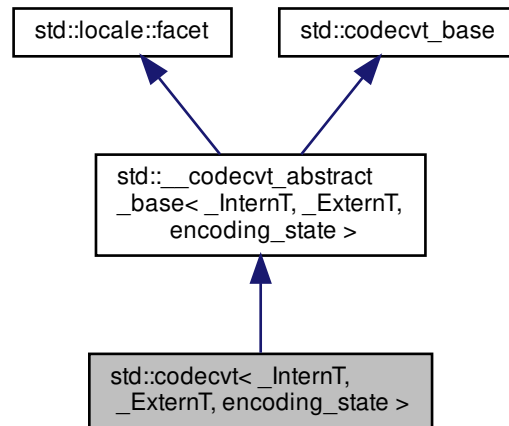 std::locale::facet
std::codecvt_base
std::__codecvt_abstract
_base< _InternT, _ExternT,
encoding_state >
std::codecvt< _InternT,
_ExternT, encoding_state >